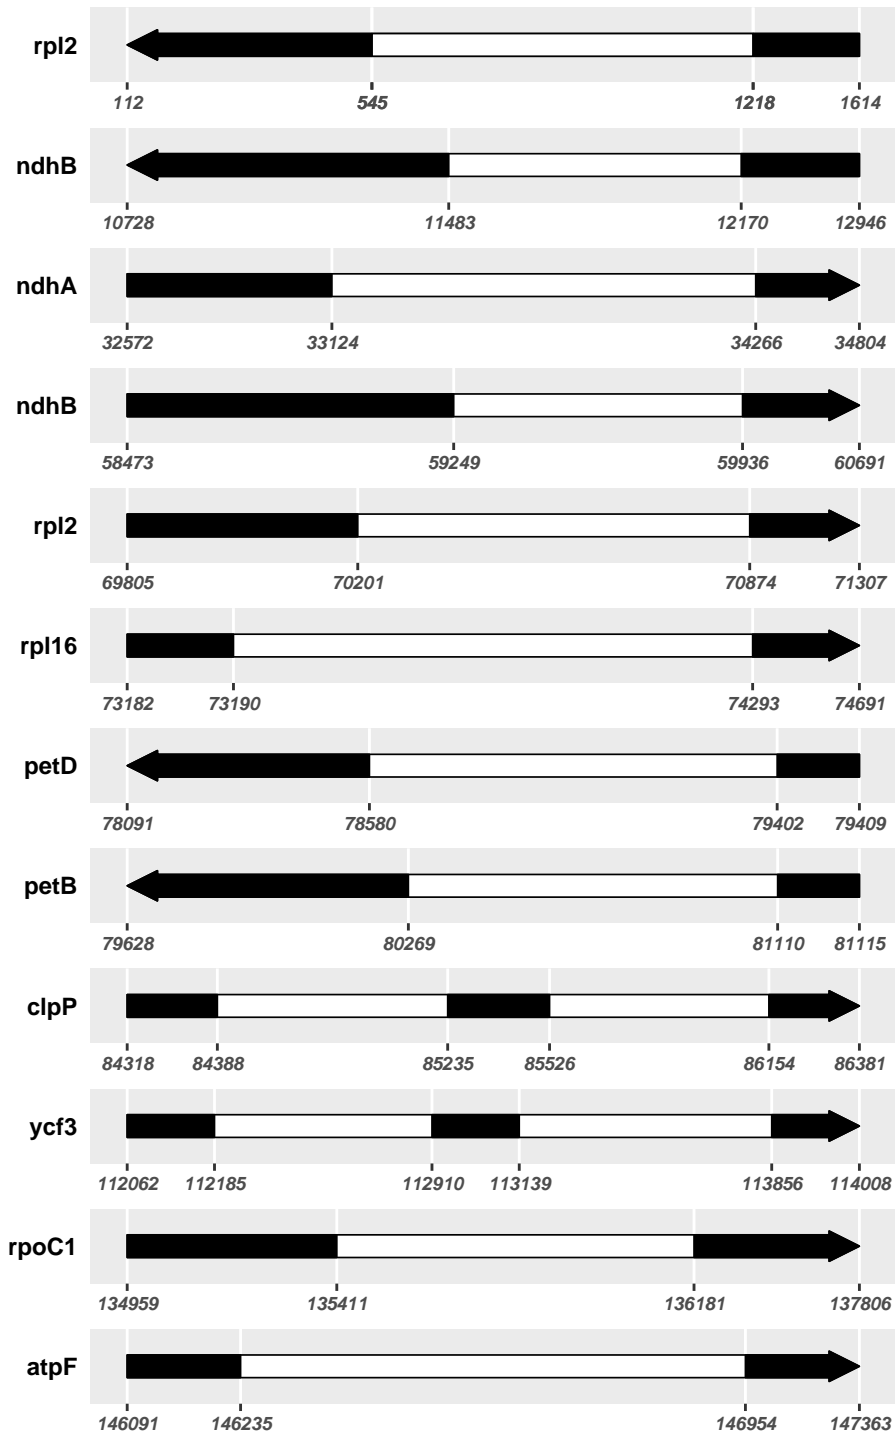 rpl2
112 545 1218 1614
ndhB
10728 11483 12170 12946
ndhA
32572 33124 34266 34804
ndhB
58473 59249 59936 60691
rpl2
69805 70201 70874 71307
rpl16
73182 73190 74293 74691
petD
78091 78580 79402 79409
petB
79628 80269 81110 81115
clpP
84318 84388 85235 85526 86154 86381
ycf3
112062 112185 112910 113139 113856 114008
rpoC1
134959 135411 136181 137806
atpF
146091 146235 146954 147363